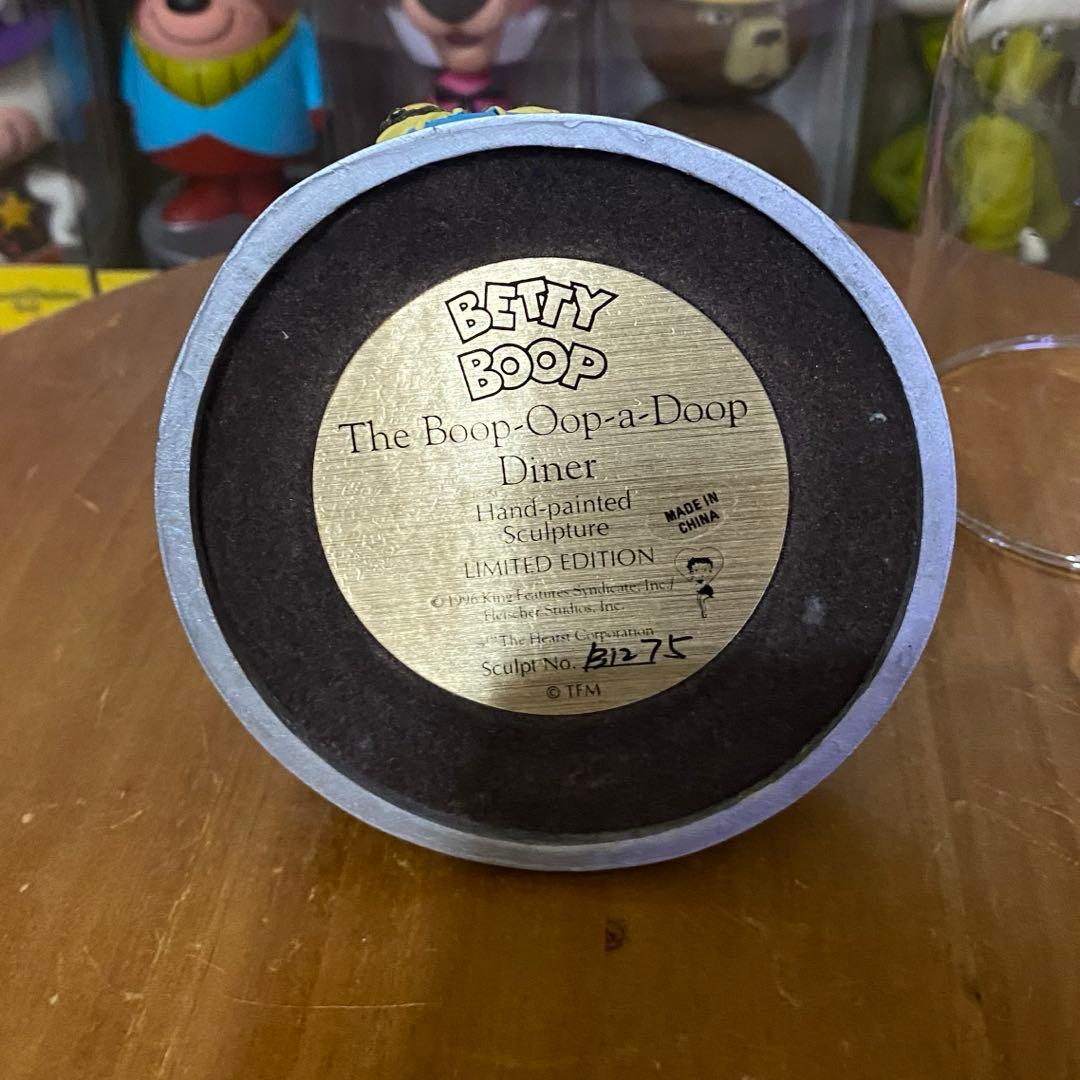 BETTY
BOOP
The Boop-Oop-a-Doop
Diner
Hand-painted
Sculpture
MADE IN
CHINA
LIMITED EDITION
© 1996 King Features Syndicate, Inc./
Fleischer Studios, Inc.
The Hearst Corporation
Sculpt No. B1275
© TFM